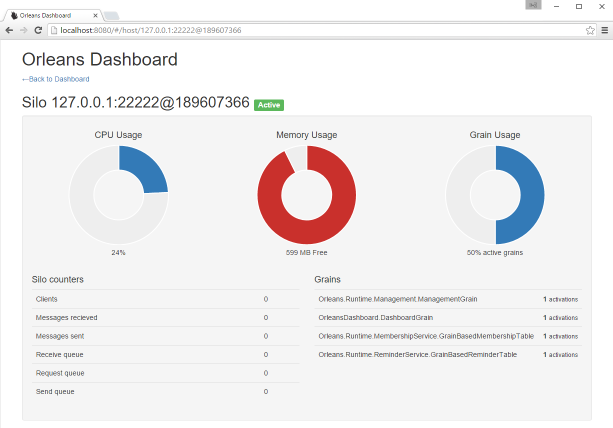 Orleans Dashboard
localhost:8080/#/host/127.0.0.1:22222@189607366
Orleans Dashboard
←Back to Dashboard
Silo 127.0.0.1:22222@189607366 Active
CPU Usage
Memory Usage
Grain Usage
24%
599 MB Free
50% active grains
Silo counters
Clients 0
Messages recieved 0
Messages sent 0
Receive queue 0
Request queue 0
Send queue 0
Grains
Orleans.Runtime.Management.ManagementGrain 1 activations
OrleansDashboard.DashboardGrain 1 activations
Orleans.Runtime.MembershipService.GrainBasedMembershipTable 1 activations
Orleans.Runtime.ReminderService.GrainBasedReminderTable 1 activations